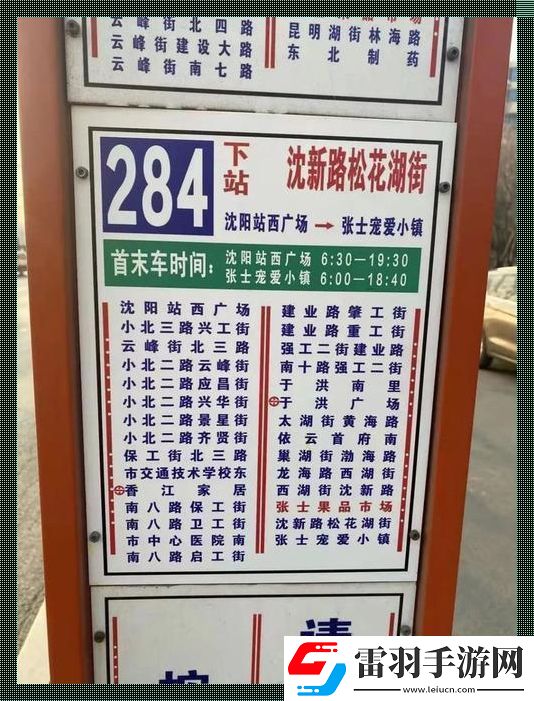 云峰街北四路
云峰街建设大路
云峰街南七路
昆明湖街林海路
东北制药
284
下站
沈新路松花湖街
沈阳站西广场 → 张士宠爱小镇
首末车时间:
沈阳站西广场 6:30—19:30
张士宠爱小镇 6:00—18:40
沈阳站西广场
小北三路兴工街
云峰街北三路
小北二路云峰街
小北二路应昌街
小北二路兴华街
小北二路景星街
小北二路齐贤街
保工街北三路
市交通技术学校东
香江家居
南八路保工街
南八路卫工街
市中心医院南
南八路启工街
建业路肇工街
建业路重工街
强工二街建业路
南十路强工二街
于洪南里
于洪广场
太湖街黄海路
依云首府南
巢湖街渤海路
龙海路西湖街
西湖街沈新路
张士果品市场
沈新路松花湖街
张士宠爱小镇
请
雷羽手游网
www.leiucn.com